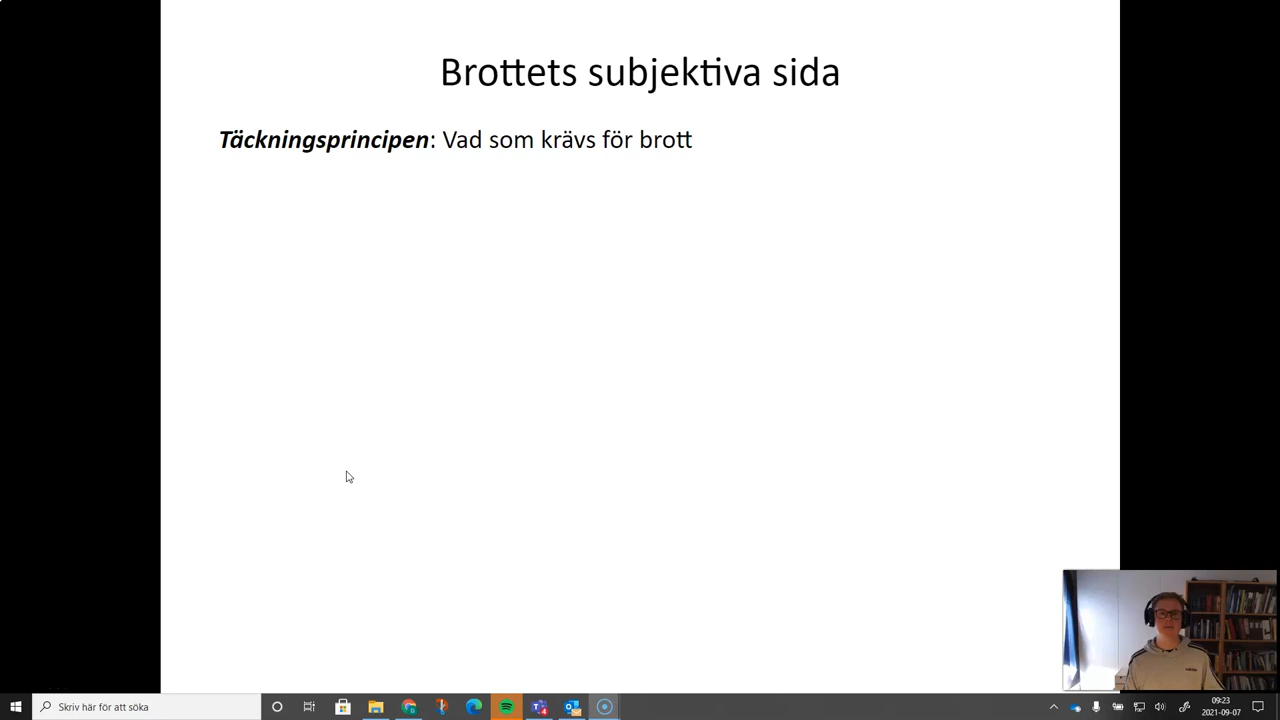 Brottets subjektiva sida
Täckningsprincipen: Vad som krävs för brott
Skriv här för att söka
09:23
2021-09-07